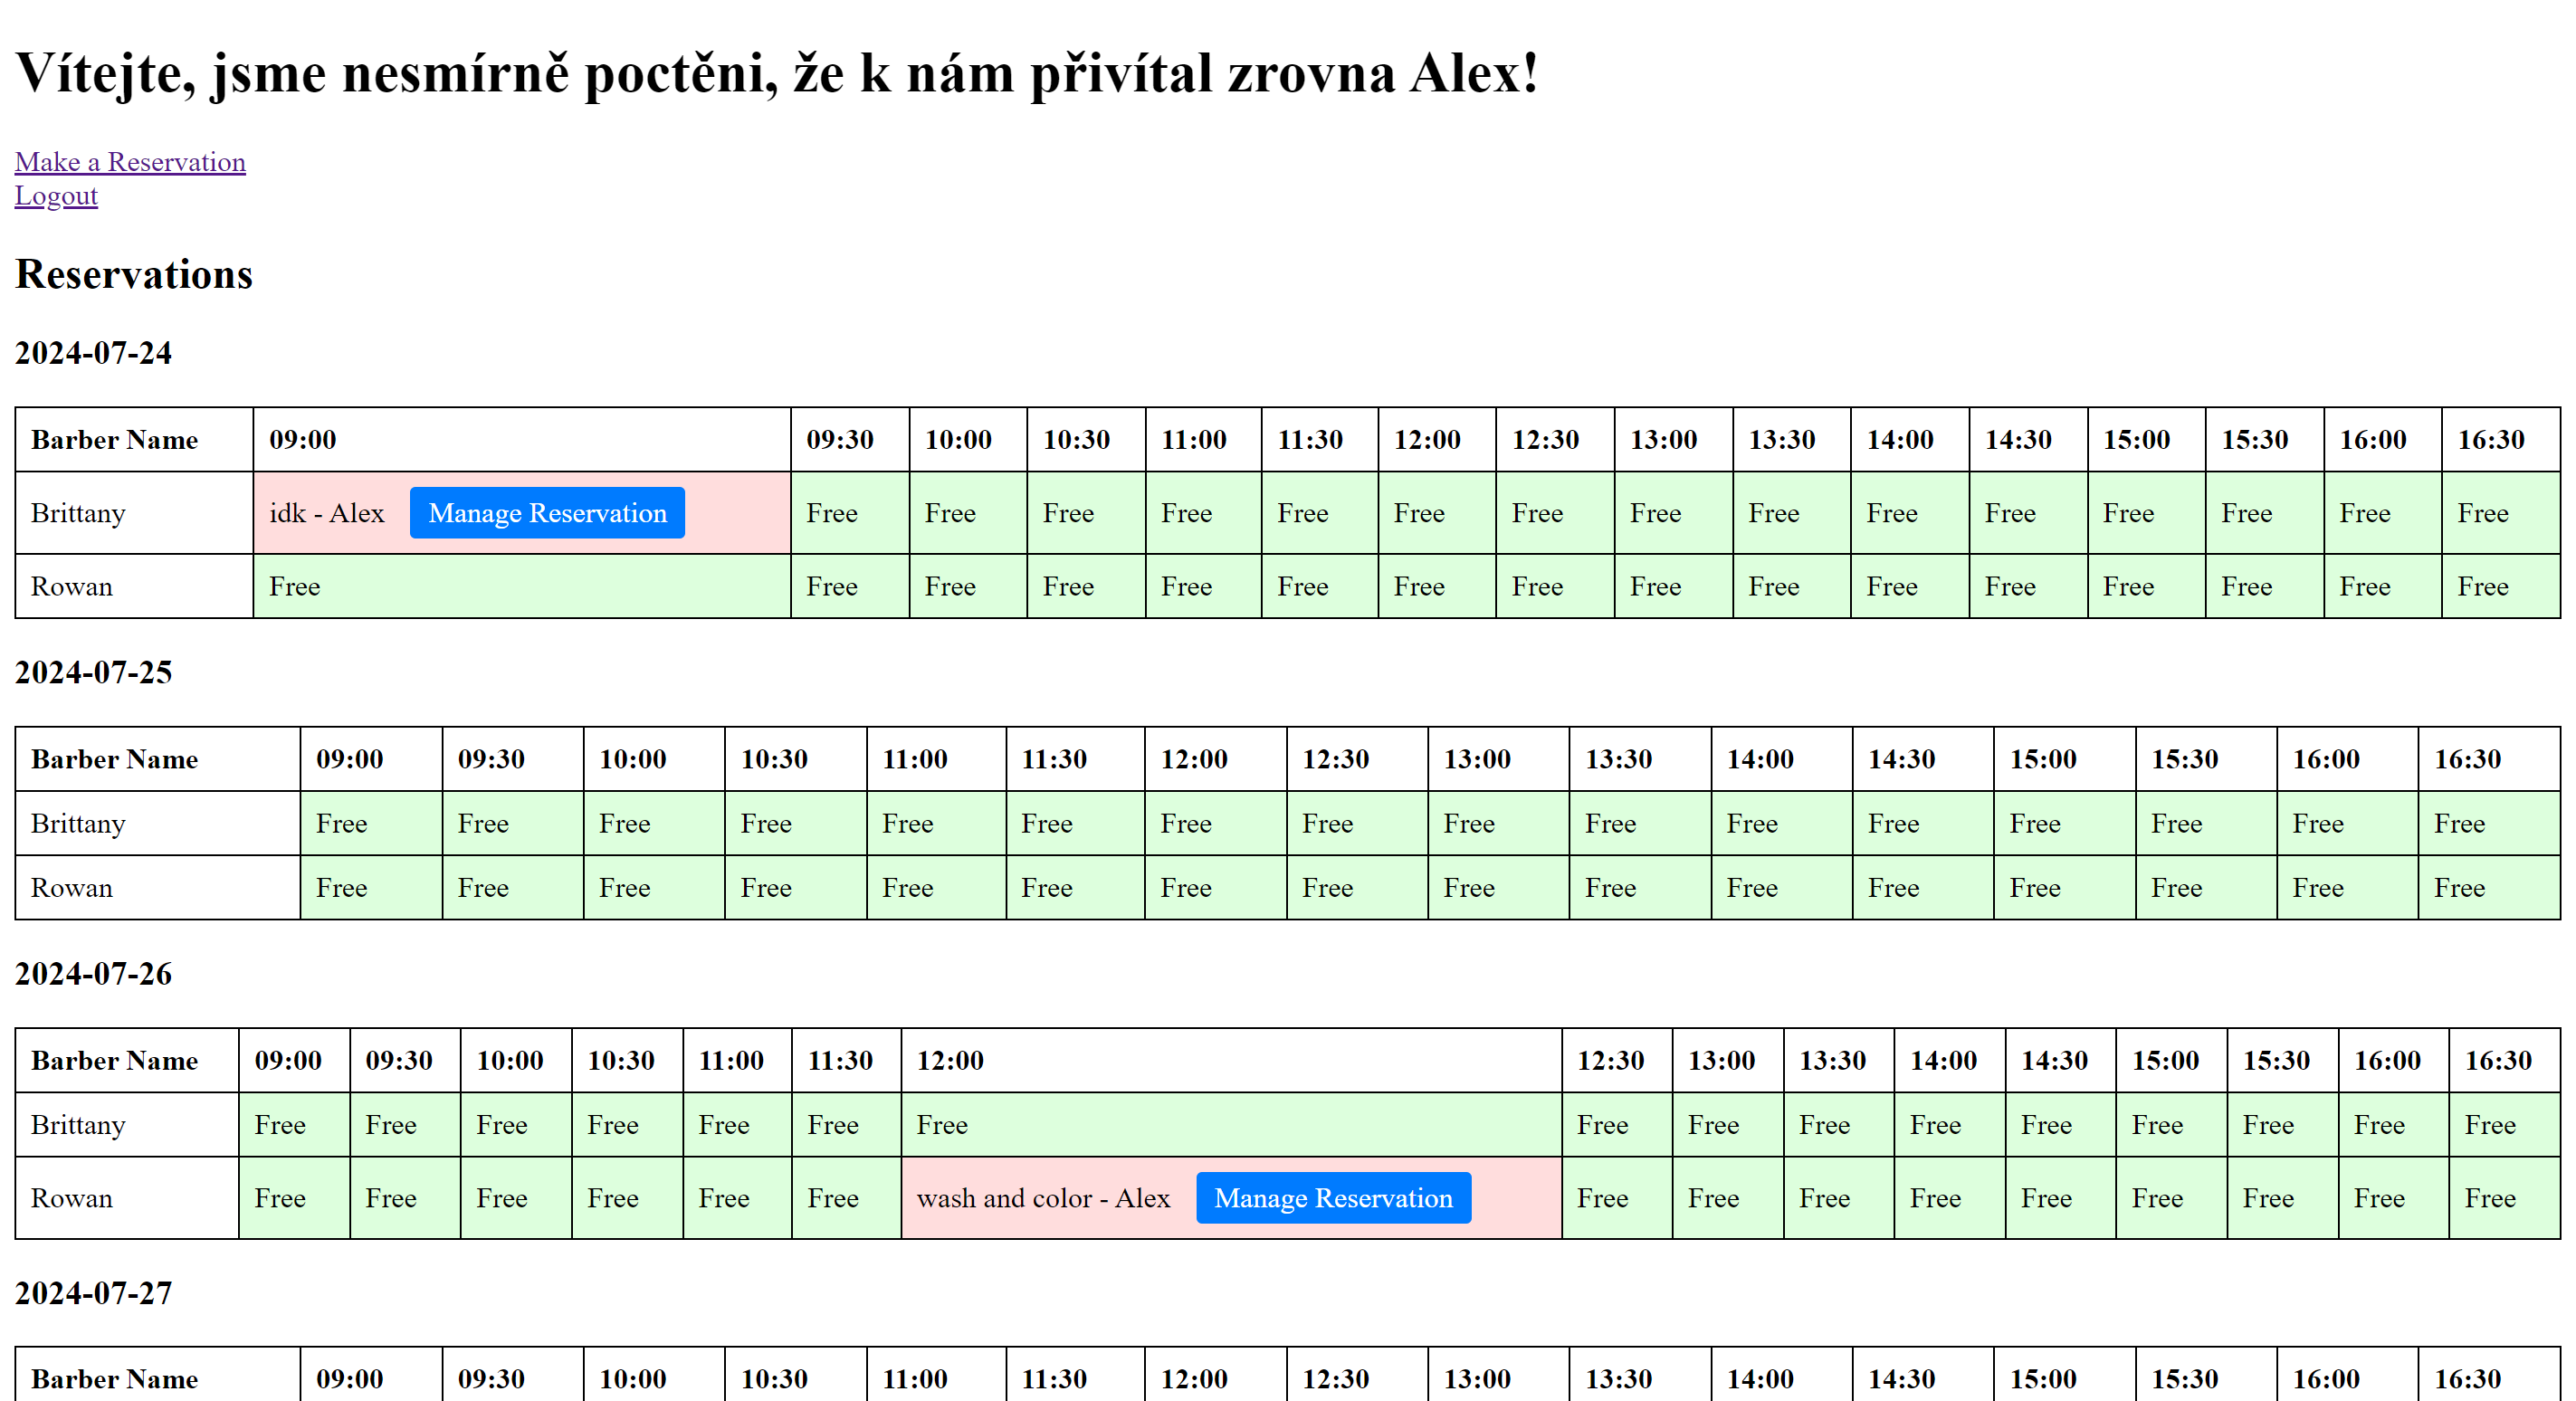 Vítejte, jsme nesmírně poctěni, že k nám přivítal zrovna Alex!
Make a Reservation
Logout
Reservations
2024-07-24
Barber Name 09:00 09:30 10:00 10:30 11:00 11:30 12:00 12:30 13:00 13:30 14:00 14:30 15:00 15:30 16:00 16:30
Brittany idk - Alex Manage Reservation Free Free Free Free Free Free Free Free Free Free Free Free Free Free Free
Rowan Free Free Free Free Free Free Free Free Free Free Free Free Free Free Free Free
2024-07-25
Barber Name 09:00 09:30 10:00 10:30 11:00 11:30 12:00 12:30 13:00 13:30 14:00 14:30 15:00 15:30 16:00 16:30
Brittany Free Free Free Free Free Free Free Free Free Free Free Free Free Free Free Free
Rowan Free Free Free Free Free Free Free Free Free Free Free Free Free Free Free Free
2024-07-26
Barber Name 09:00 09:30 10:00 10:30 11:00 11:30 12:00 12:30 13:00 13:30 14:00 14:30 15:00 15:30 16:00 16:30
Brittany Free Free Free Free Free Free Free Free Free Free Free Free Free Free Free Free
Rowan Free Free Free Free Free Free wash and color - Alex Manage Reservation Free Free Free Free Free Free Free Free Free
2024-07-27
Barber Name 09:00 09:30 10:00 10:30 11:00 11:30 12:00 12:30 13:00 13:30 14:00 14:30 15:00 15:30 16:00 16:30